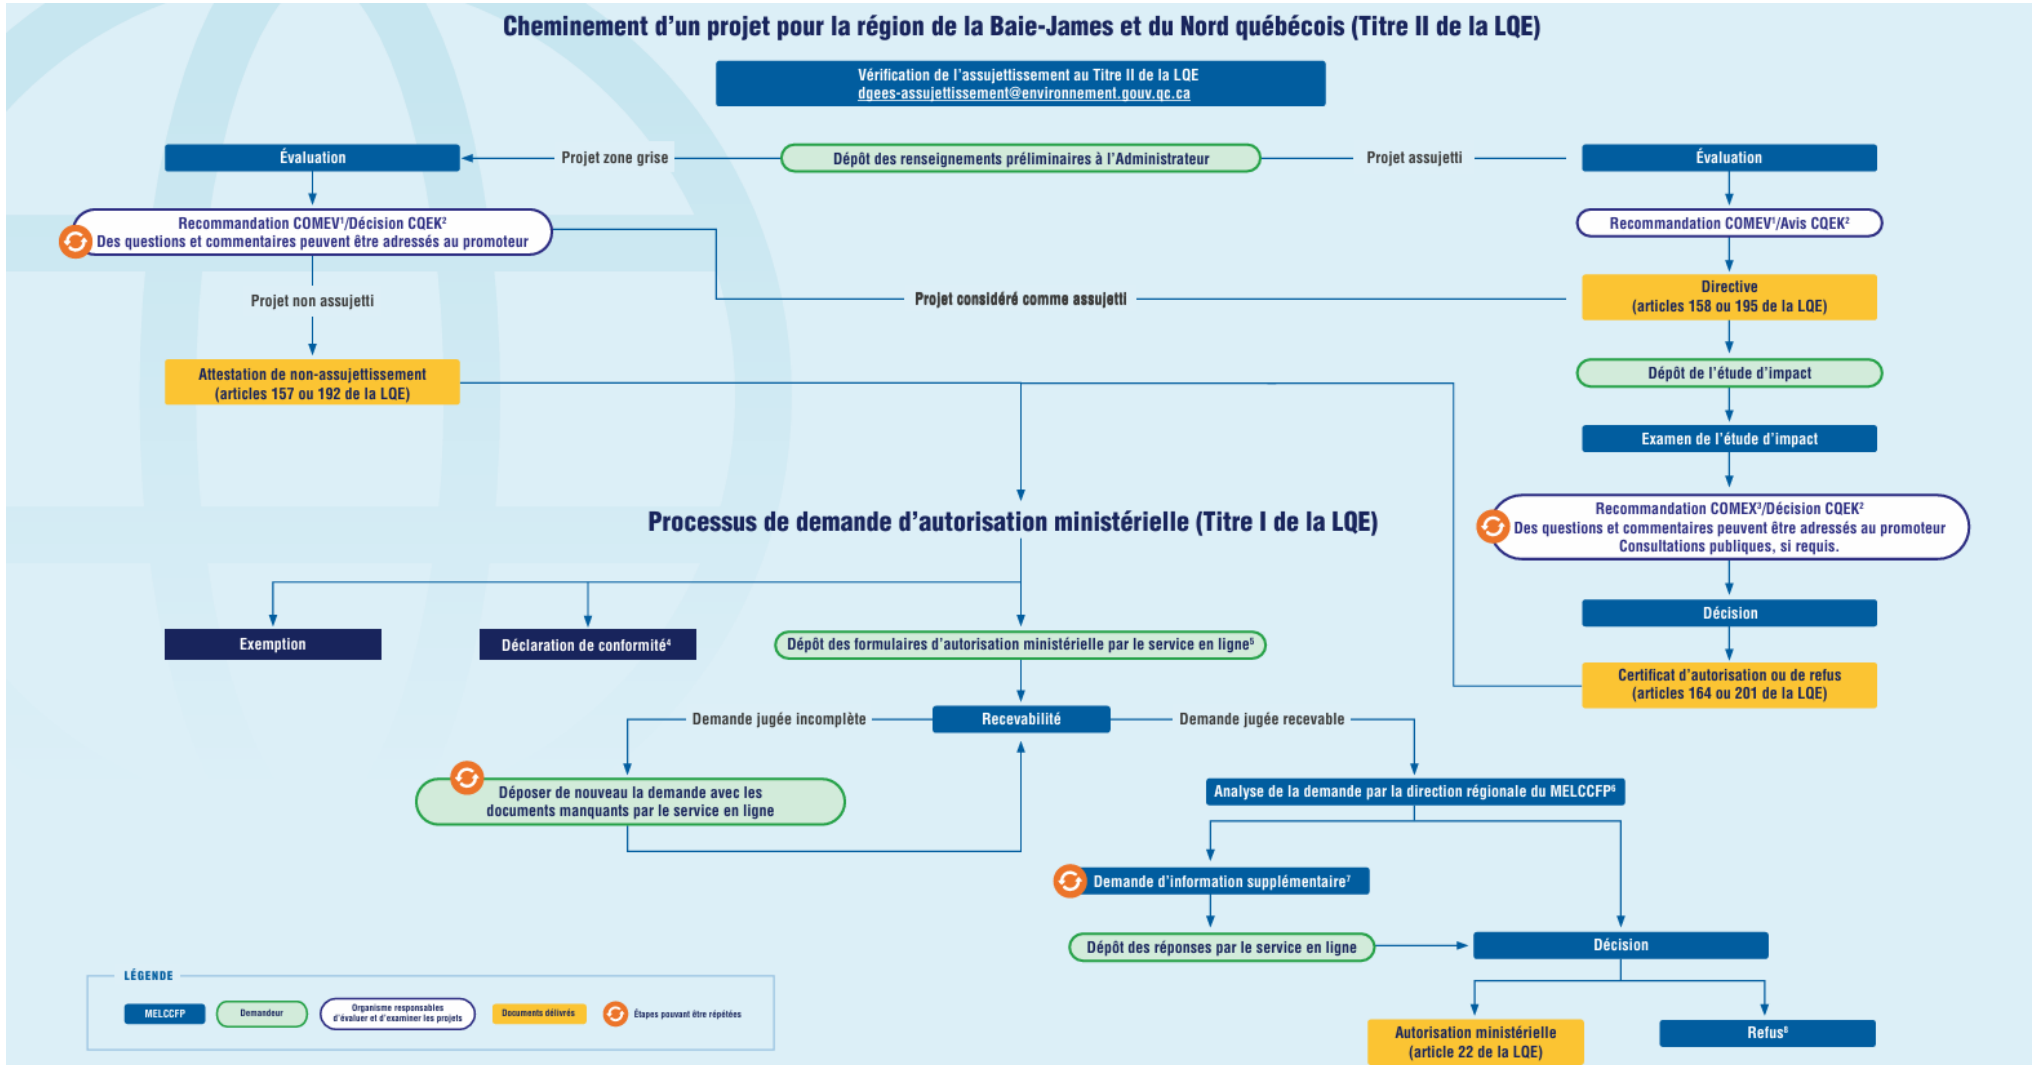 Cheminement d'un projet pour la région de la Baie-James et du Nord québécois (Titre II de la LQE)
Vérification de l'assujettissement au Titre II de la LQE
dgees-assujettissement@environnement.gouv.qc.ca
Évaluation
Projet zone grise
Dépôt des renseignements préliminaires à l'Administrateur
Projet assujetti
Évaluation
Recommandation COMEV¹/Décision CQEK²
Des questions et commentaires peuvent être adressés au promoteur
Recommandation COMEV¹/Avis CQEK²
Projet non assujetti
Projet considéré comme assujetti
Directive
(articles 158 ou 195 de la LQE)
Attestation de non-assujettissement
(articles 157 ou 192 de la LQE)
Dépôt de l'étude d'impact
Examen de l'étude d'impact
Recommandation COMEX³/Décision CQEK²
Des questions et commentaires peuvent être adressés au promoteur
Consultations publiques, si requis.
Processus de demande d'autorisation ministérielle (Titre I de la LQE)
Décision
Exemption
Déclaration de conformité⁴
Dépôt des formulaires d'autorisation ministérielle par le service en ligne⁵
Certificat d'autorisation ou de refus
(articles 164 ou 201 de la LQE)
Demande jugée incomplète
Recevabilité
Demande jugée recevable
Déposer de nouveau la demande avec les
documents manquants par le service en ligne
Analyse de la demande par la direction régionale du MELCCFP⁶
Demande d'information supplémentaire⁷
Dépôt des réponses par le service en ligne
Décision
Autorisation ministérielle
(article 22 de la LQE)
Refus⁸
LÉGENDE
MELCCFP
Demandeur
Organisme responsables
d'évaluer et d'examiner les projets
Documents délivrés
Étapes pouvant être répétées